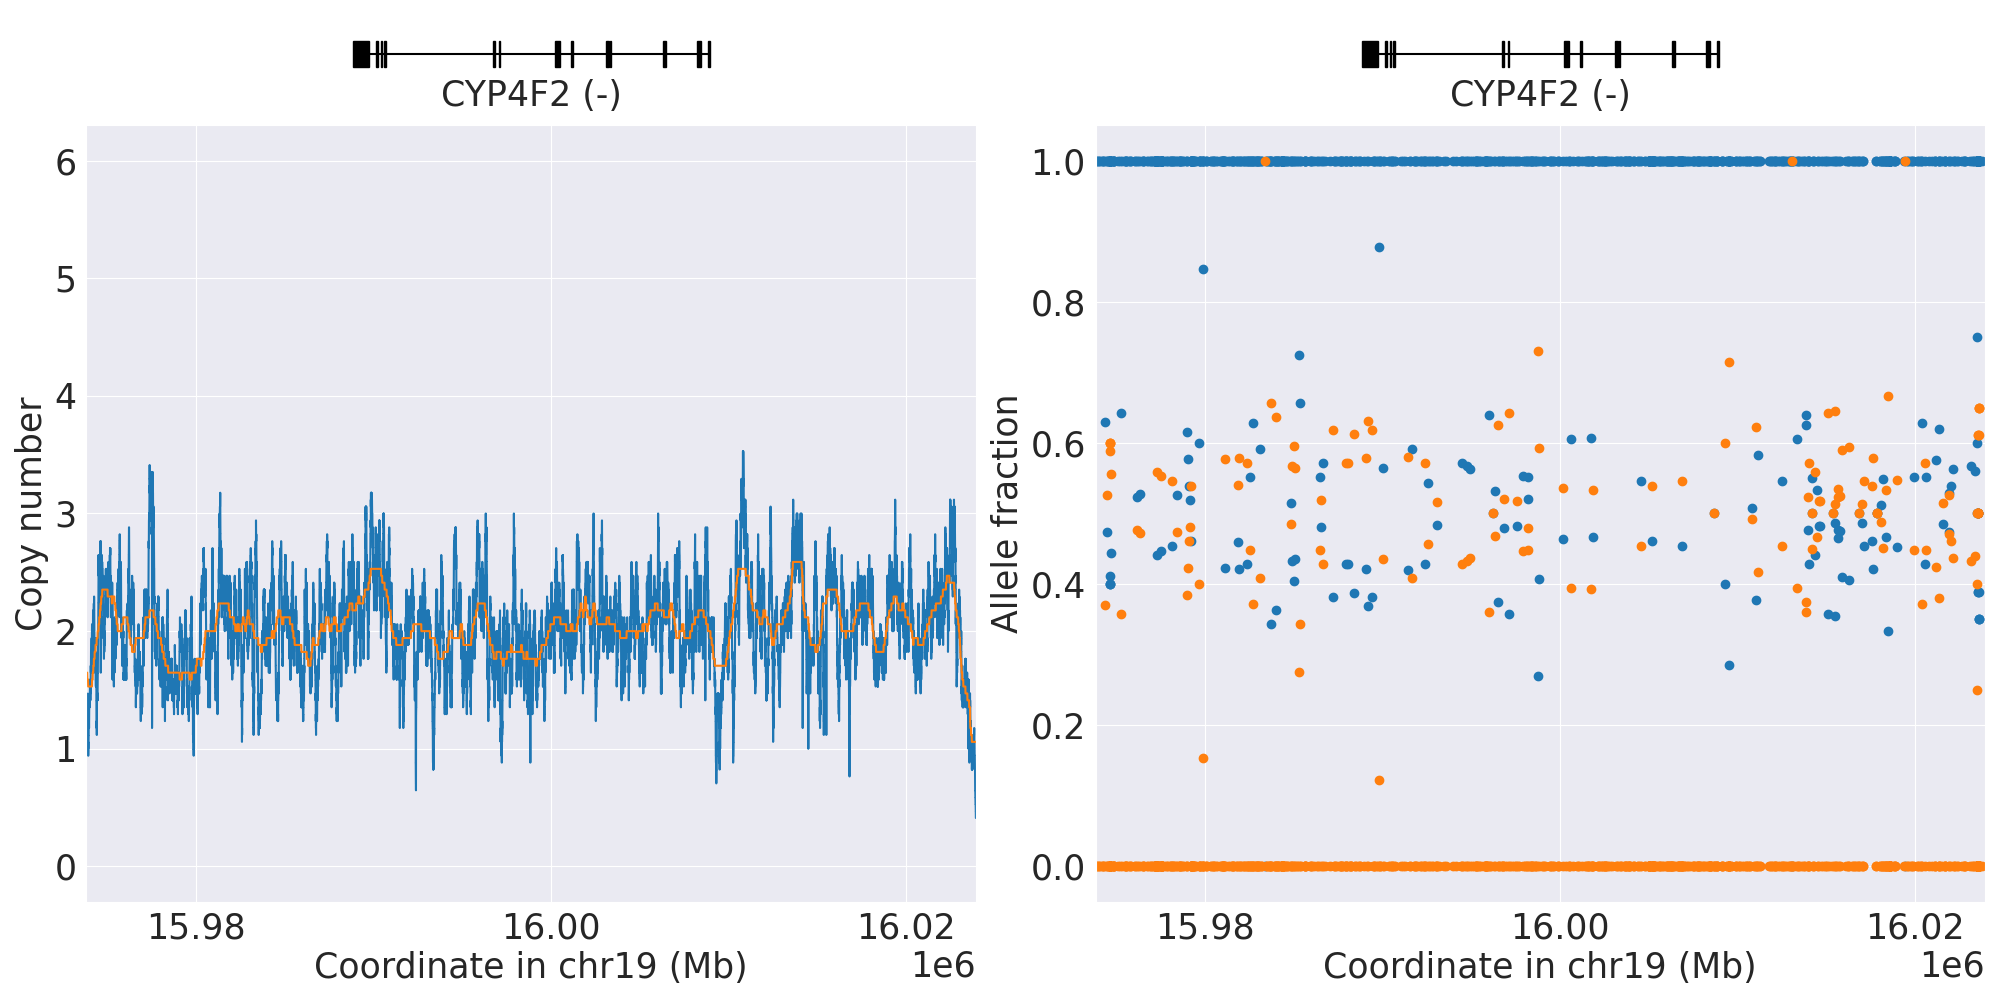 CYP4F2 (-)
Copy number
6
5
4
3
2
1
0
15.98
16.00
16.02
Coordinate in chr19 (Mb)
1e6
CYP4F2 (-)
Allele fraction
1.0
0.8
0.6
0.4
0.2
0.0
15.98
16.00
16.02
Coordinate in chr19 (Mb)
1e6